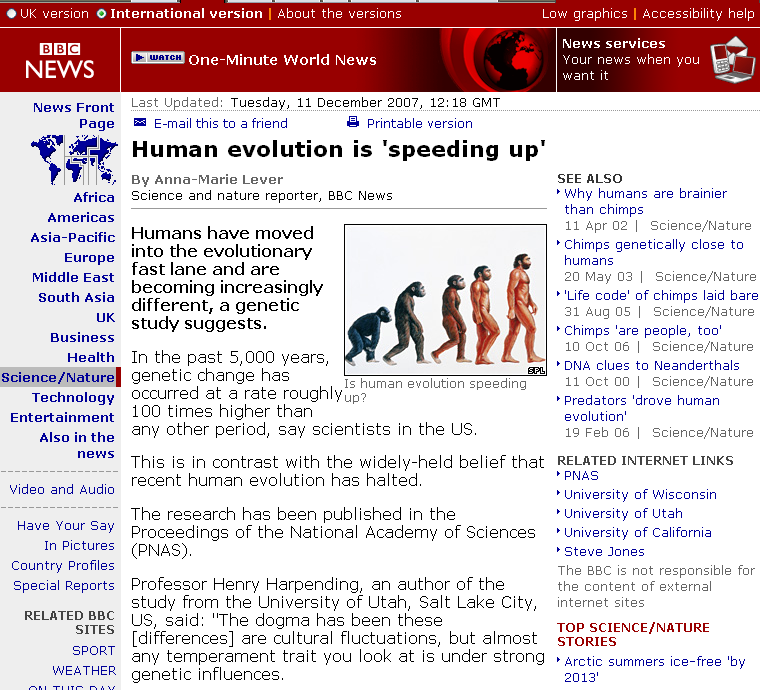 UK version International version | About the versions Low graphics | Accessibility help
BBC
NEWS
WATCH One-Minute World News
News services
Your news when you
want it
News Front
Page
Africa
Americas
Asia-Pacific
Europe
Middle East
South Asia
UK
Business
Health
Science/Nature
Technology
Entertainment
Also in the
news
Video and Audio
Have Your Say
In Pictures
Country Profiles
Special Reports
RELATED BBC
SITES
SPORT
WEATHER
ON THIS DAY
Last Updated: Tuesday, 11 December 2007, 12:18 GMT
E-mail this to a friend Printable version
Human evolution is 'speeding up'
By Anna-Marie Lever
Science and nature reporter, BBC News
Humans have moved
into the evolutionary
fast lane and are
becoming increasingly
different, a genetic
study suggests.
SPL
Is human evolution speeding
up?
In the past 5,000 years,
genetic change has
occurred at a rate roughly
100 times higher than
any other period, say scientists in the US.
This is in contrast with the widely-held belief that
recent human evolution has halted.
The research has been published in the
Proceedings of the National Academy of Sciences
(PNAS).
Professor Henry Harpending, an author of the
study from the University of Utah, Salt Lake City,
US, said: "The dogma has been these
[differences] are cultural fluctuations, but almost
any temperament trait you look at is under strong
genetic influences.
SEE ALSO
Why humans are brainier
than chimps
11 Apr 02 | Science/Nature
Chimps genetically close to
humans
20 May 03 | Science/Nature
'Life code' of chimps laid bare
31 Aug 05 | Science/Nature
Chimps 'are people, too'
10 Oct 06 | Science/Nature
DNA clues to Neanderthals
11 Oct 00 | Science/Nature
Predators 'drove human
evolution'
19 Feb 06 | Science/Nature
RELATED INTERNET LINKS
PNAS
University of Wisconsin
University of Utah
University of California
Steve Jones
The BBC is not responsible for
the content of external
internet sites
TOP SCIENCE/NATURE
STORIES
Arctic summers ice-free 'by
2013'